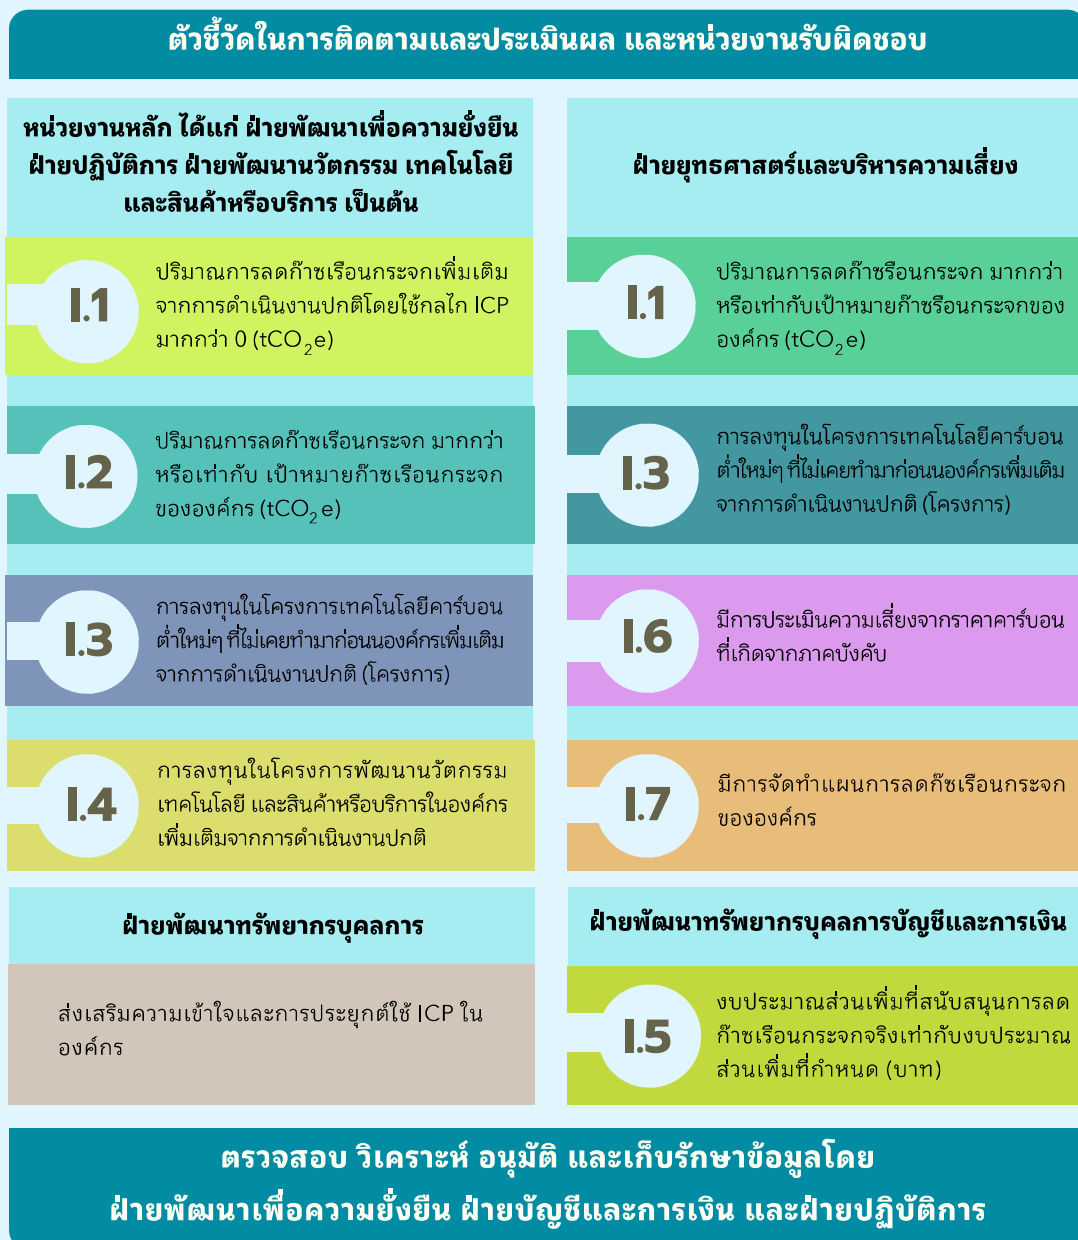 ตัวชี้วัดในการติดตามและประเมินผล และหน่วยงานรับผิดชอบ
หน่วยงานหลัก ได้แก่ ฝ่ายพัฒนาเพื่อความยั่งยืน
ฝ่ายปฏิบัติการ ฝ่ายพัฒนานวัตกรรม เทคโนโลยี
และสินค้าหรือบริการ เป็นต้น
1.1
ปริมาณการลดก๊าซเรือนกระจกเพิ่มเติม
จากการดำเนินงานปกติโดยใช้กลไก ICP
มากกว่า 0 (tCO₂e)
1.2
ปริมาณการลดก๊าซเรือนกระจก มากกว่า
หรือเท่ากับ เป้าหมายก๊าซเรือนกระจก
ขององค์กร (tCO₂e)
1.3
การลงทุนในโครงการเทคโนโลยีคาร์บอน
ต่ำใหม่ๆ ที่ไม่เคยทำมาก่อนนองค์กรเพิ่มเติม
จากการดำเนินงานปกติ (โครงการ)
1.4
การลงทุนในโครงการพัฒนานวัตกรรม
เทคโนโลยี และสินค้าหรือบริการในองค์กร
เพิ่มเติมจากการดำเนินงานปกติ
ฝ่ายพัฒนาทรัพยากรบุคลการ
ส่งเสริมความเข้าใจและการประยุกต์ใช้ ICP ใน
องค์กร
ฝ่ายยุทธศาสตร์และบริหารความเสี่ยง
1.1
ปริมาณการลดก๊าซรือนกระจก มากกว่า
หรือเท่ากับเป้าหมายก๊าซรือนกระจกของ
องค์กร (tCO₂e)
1.3
การลงทุนในโครงการเทคโนโลยีคาร์บอน
ต่ำใหม่ๆ ที่ไม่เคยทำมาก่อนนองค์กรเพิ่มเติม
จากการดำเนินงานปกติ (โครงการ)
1.6
มีการประเมินความเสี่ยงจากราคาคาร์บอน
ที่เกิดจากภาคบังคับ
1.7
มีการจัดทำแผนการลดก๊ซเรือนกระจก
ขององค์กร
ฝ่ายพัฒนาทรัพยากรบุคลการบัญชีและการเงิน
1.5
งบประมาณส่วนเพิ่มที่สนับสนุนการลด
ก๊าซเรือนกระจกจริงเท่ากับงบประมาณ
ส่วนเพิ่มที่กำหนด (บาท)
ตรวจสอบ วิเคราะห์ อนุมัติ และเก็บรักษาข้อมูลโดย
ฝ่ายพัฒนาเพื่อความยั่งยืน ฝ่ายบัญชีและการเงิน และฝ่ายปฏิบัติการ